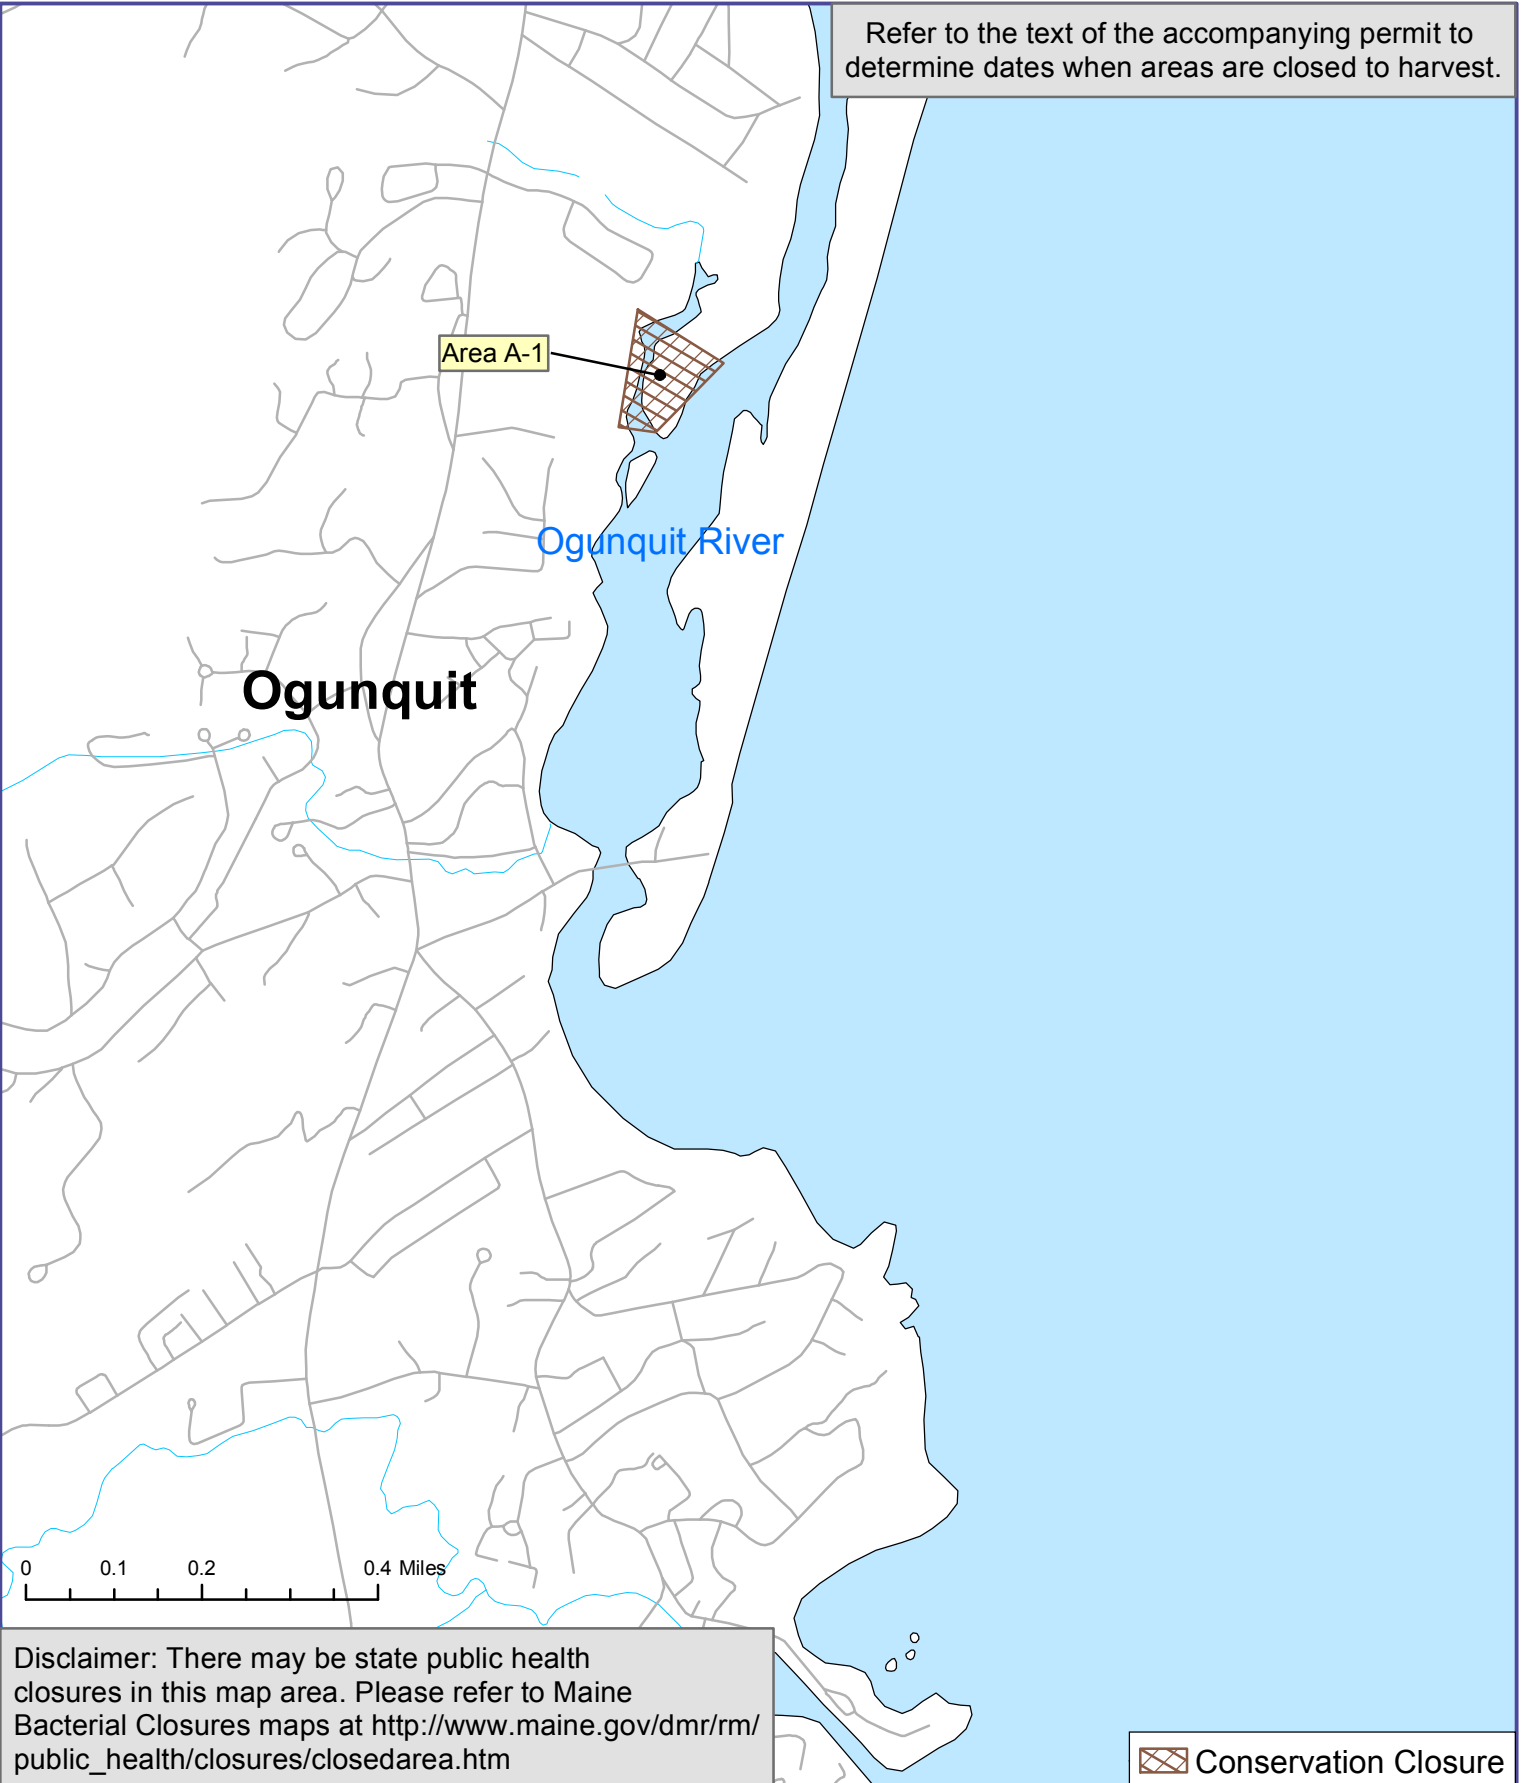 Refer to the text of the accompanying permit to
determine dates when areas are closed to harvest.
Area A-1
Ogunquit River
Ogunquit
0 0.1 0.2 0.4 Miles
Disclaimer: There may be state public health
closures in this map area. Please refer to Maine
Bacterial Closures maps at http://www.maine.gov/dmr/rm/
public_health/closures/closedarea.htm
Conservation Closure